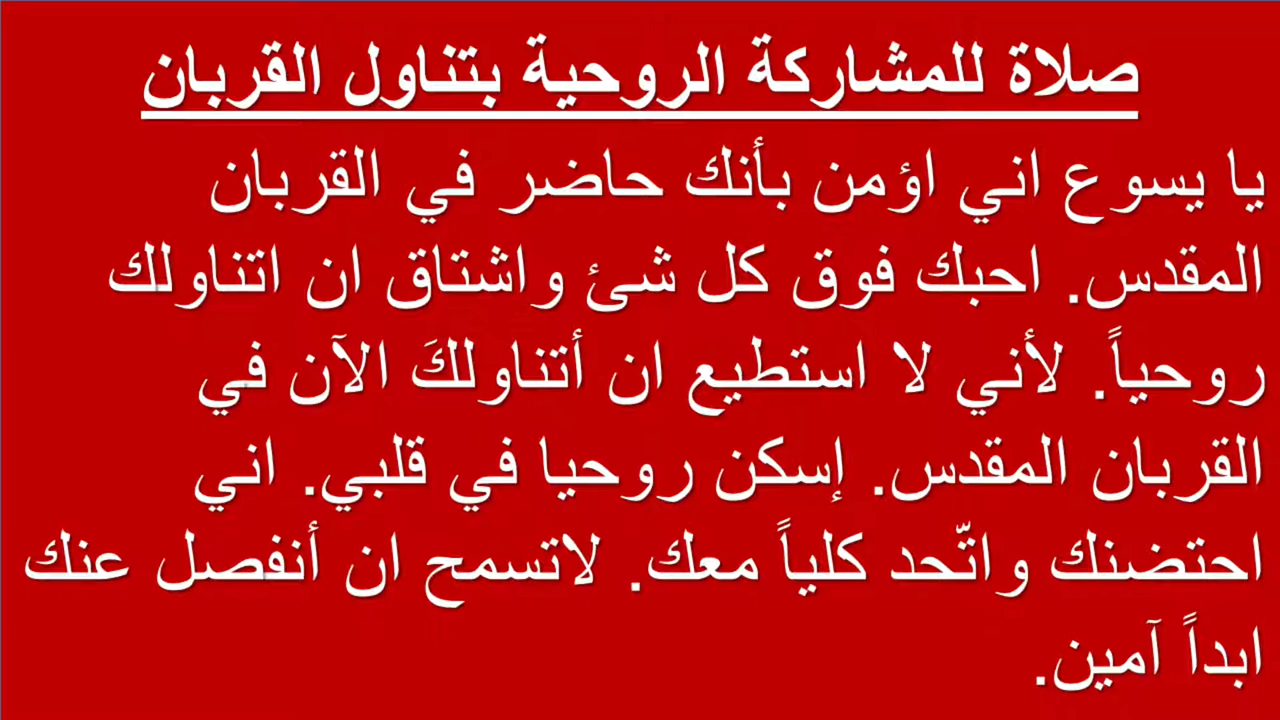 صلاة للمشاركة الروحية بتناول القربان
يا يسوع اني اؤمن بأنك حاضر في القربان
المقدس. احبك فوق كل شئ واشتاق ان اتناولك
روحياً. لأني لا استطيع ان أتناولكَ الآن في
القربان المقدس. إسكن روحيا في قلبي. اني
احتضنك واتّحد كلياً معك. لاتسمح ان أنفصل عنك
ابداً آمين.